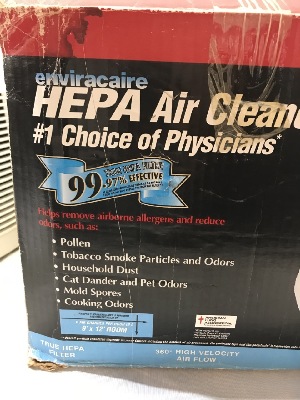 enviracaire
HEPA Air Cleane
#1 Choice of Physicians*
99.97% EFFECTIVE
Helps remove airborne allergens and reduce
odors, such as:
• Pollen
• Tobacco Smoke Particles and Odors
• Household Dust
• Cat Dander and Pet Odors
• Mold Spores
• Cooking Odors
TRUE HEPA
FILTER
360° HIGH VELOCITY
AIR FLOW